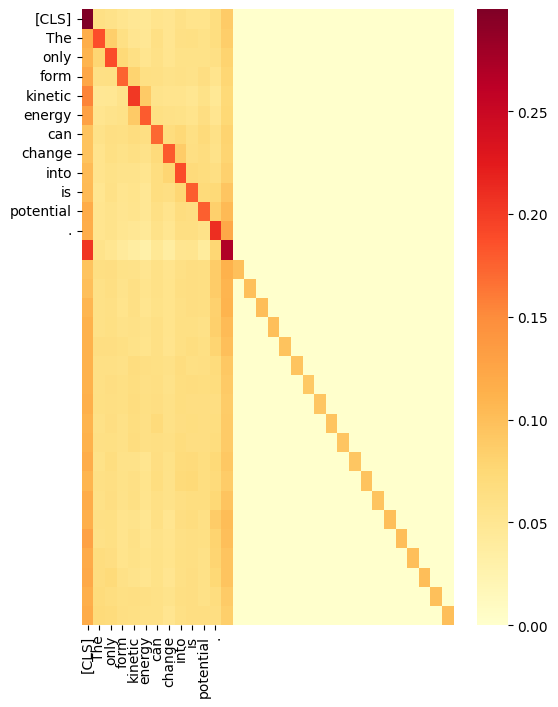 [CLS]
The
only
form
kinetic
energy
can
change
into
is
potential
.
0.25
0.20
0.15
0.10
0.05
0.00
[CLS]
The
only
form
kinetic
energy
can
change
into
is
potential
.